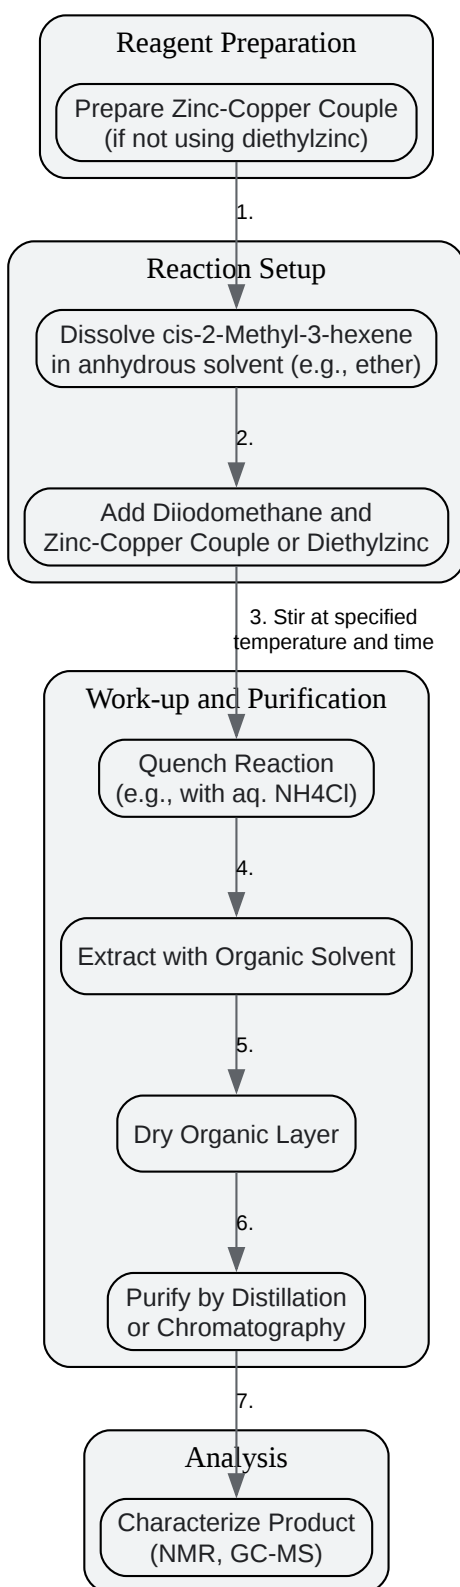 Reagent Preparation
Prepare Zinc-Copper Couple
(if not using diethylzinc)
1.
Reaction Setup
Dissolve cis-2-Methyl-3-hexene
in anhydrous solvent (e.g., ether)
2.
Add Diiodomethane and
Zinc-Copper Couple or Diethylzinc
3. Stir at specified
temperature and time
Work-up and Purification
Quench Reaction
(e.g., with aq. NH4Cl)
4.
Extract with Organic Solvent
5.
Dry Organic Layer
6.
Purify by Distillation
or Chromatography
7.
Analysis
Characterize Product
(NMR, GC-MS)